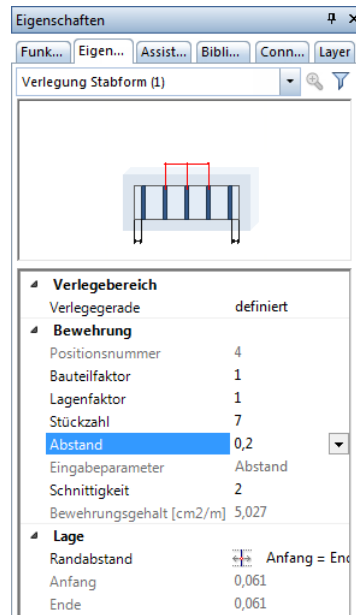 Eigenschaften
Funk... Eigen... Assist... Bibli... Conn... Layer
Verlegung Stabform (1)
Verlegebereich
Verlegegerade definiert
Bewehrung
Positionsnummer 4
Bauteilfaktor 1
Lagenfaktor 1
Stückzahl 7
Abstand 0,2
Eingabeparameter Abstand
Schnittigkeit 2
Bewehrungsgehalt [cm2/m] 5,027
Lage
Randabstand Anfang = End
Anfang 0,061
Ende 0,061